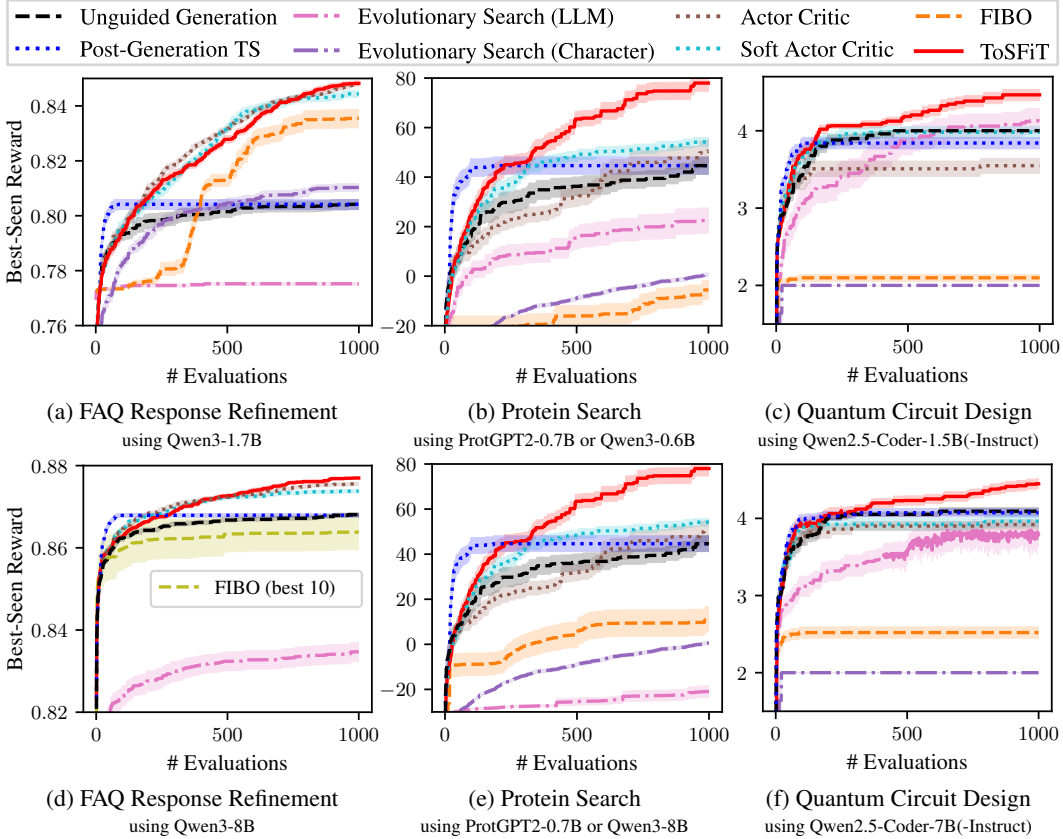 Unguided Generation
Post-Generation TS
Evolutionary Search (LLM)
Evolutionary Search (Character)
Actor Critic
Soft Actor Critic
FIBO
ToSFiT
Best-Seen Reward
0.84
0.82
0.80
0.78
0.76
0 500 1000
# Evaluations
(a) FAQ Response Refinement
using Qwen3-1.7B
80
60
40
20
0
−20
0 500 1000
# Evaluations
(b) Protein Search
using ProtGPT2-0.7B or Qwen3-0.6B
4
3
2
0 500 1000
# Evaluations
(c) Quantum Circuit Design
using Qwen2.5-Coder-1.5B(-Instruct)
Best-Seen Reward
0.88
0.86
0.84
0.82
FIBO (best 10)
0 500 1000
# Evaluations
(d) FAQ Response Refinement
using Qwen3-8B
80
60
40
20
0
−20
0 500 1000
# Evaluations
(e) Protein Search
using ProtGPT2-0.7B or Qwen3-8B
4
3
2
0 500 1000
# Evaluations
(f) Quantum Circuit Design
using Qwen2.5-Coder-7B(-Instruct)